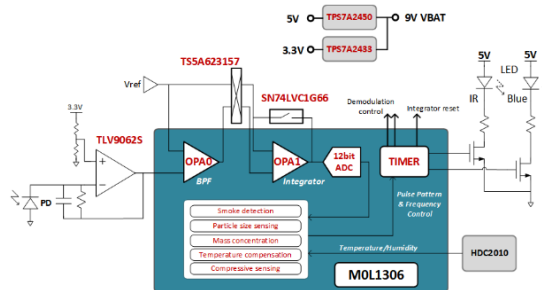 5V
TPS7A2450
9V VBAT
3.3V
TPS7A2433
TS5A623157
Vref
SN74LVC1G66
5V
LED
5V
IR
Blue
Demodulation
control
Integrator reset
3.3V
TLV9062S
+
-
PD
OPA0
BPF
OPA1
Integrator
12bit
ADC
TIMER
Pulse Pattern
& Frequency
Control
Smoke detection
Particle size sensing
Mass concentration
Temperature compensation
Compressive sensing
Temperature/Humidity
HDC2010
M0L1306